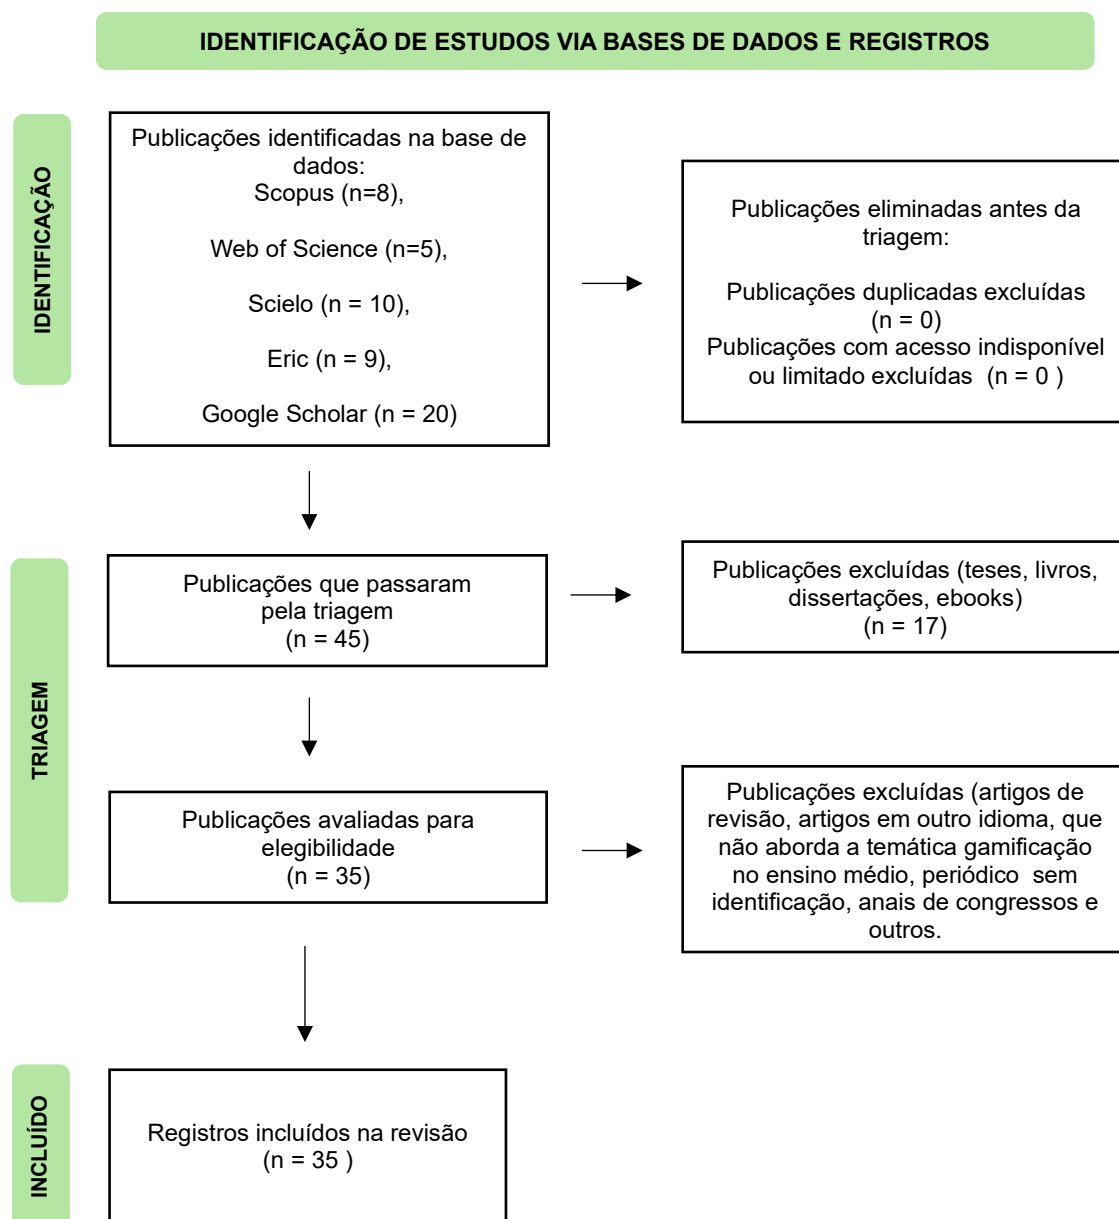 IDENTIFICAÇÃO DE ESTUDOS VIA BASES DE DADOS E REGISTROS
IDENTIFICAÇÃO
Publicações identificadas na base de
dados:
Scopus (n=8),
Web of Science (n=5),
Scielo (n = 10),
Eric (n = 9),
Google Scholar (n = 20)
Publicações eliminadas antes da
triagem:
Publicações duplicadas excluídas
(n = 0)
Publicações com acesso indisponível
ou limitado excluídas (n = 0 )
TRIAGEM
Publicações que passaram
pela triagem
(n = 45)
Publicações excluídas (teses, livros,
dissertações, ebooks)
(n = 17)
Publicações avaliadas para
elegibilidade
(n = 35)
Publicações excluídas (artigos de
revisão, artigos em outro idioma, que
não aborda a temática gamificação
no ensino médio, periódico sem
identificação, anais de congressos e
outros.
INCLUÍDO
Registros incluídos na revisão
(n = 35 )